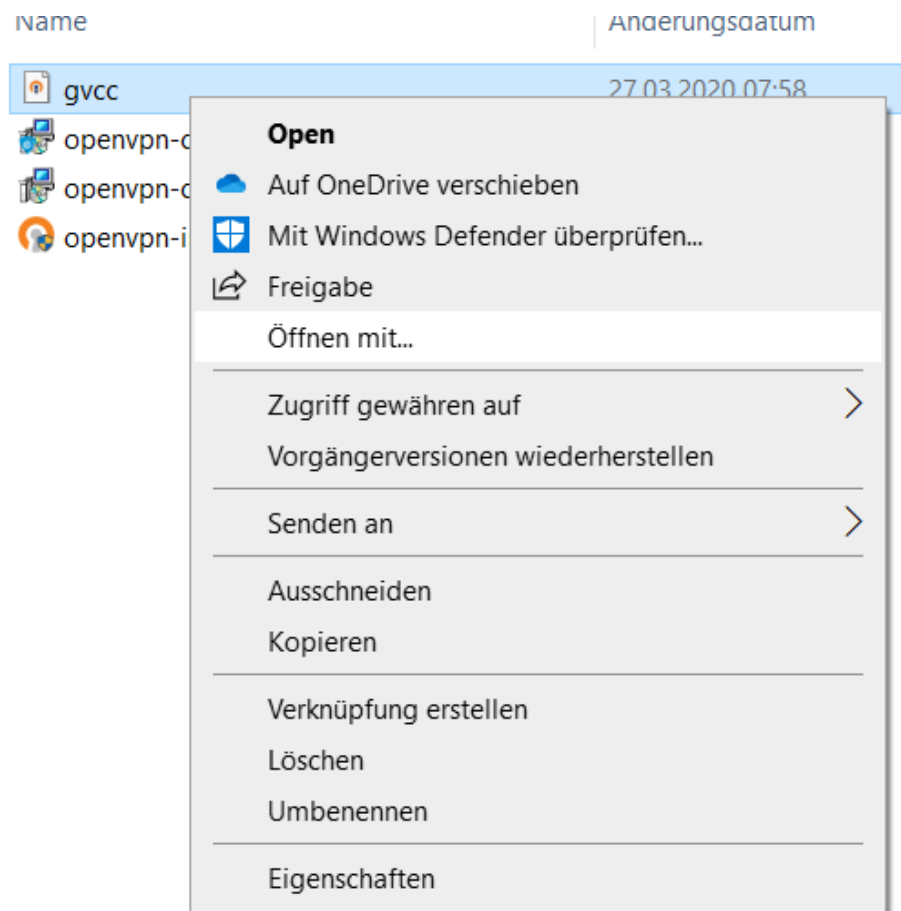 Name Änderungsdatum
gvcc 27.03.2020 07:58
openvpn-c
openvpn-c
openvpn-i
Open
Auf OneDrive verschieben
Mit Windows Defender überprüfen...
Freigabe
Öffnen mit...
Zugriff gewähren auf
Vorgängerversionen wiederherstellen
Senden an
Ausschneiden
Kopieren
Verknüpfung erstellen
Löschen
Umbenennen
Eigenschaften